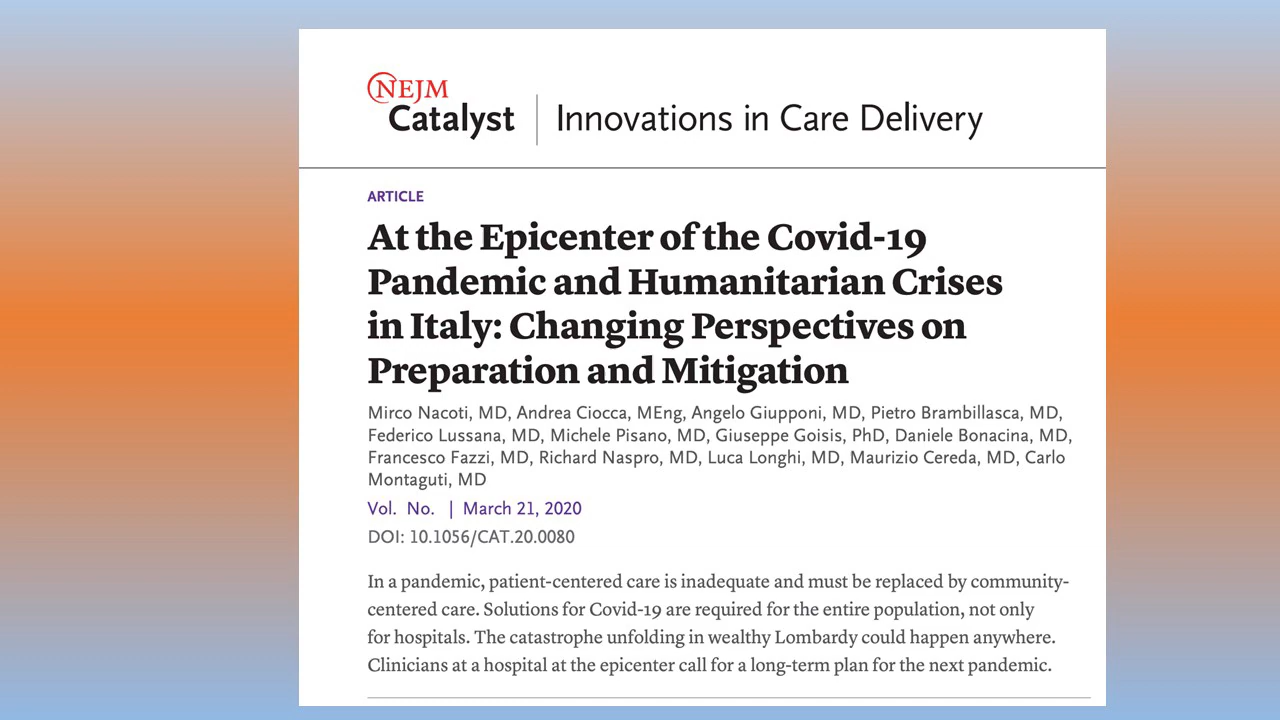 NEJM
Catalyst | Innovations in Care Delivery
ARTICLE
At the Epicenter of the Covid-19
Pandemic and Humanitarian Crises
in Italy: Changing Perspectives on
Preparation and Mitigation
Mirco Nacoti, MD, Andrea Ciocca, MEng, Angelo Giupponi, MD, Pietro Brambillasca, MD,
Federico Lussana, MD, Michele Pisano, MD, Giuseppe Goisis, PhD, Daniele Bonacina, MD,
Francesco Fazzi, MD, Richard Naspro, MD, Luca Longhi, MD, Maurizio Cereda, MD, Carlo
Montaguti, MD
Vol. No. | March 21, 2020
DOI: 10.1056/CAT.20.0080
In a pandemic, patient-centered care is inadequate and must be replaced by community-
centered care. Solutions for Covid-19 are required for the entire population, not only
for hospitals. The catastrophe unfolding in wealthy Lombardy could happen anywhere.
Clinicians at a hospital at the epicenter call for a long-term plan for the next pandemic.